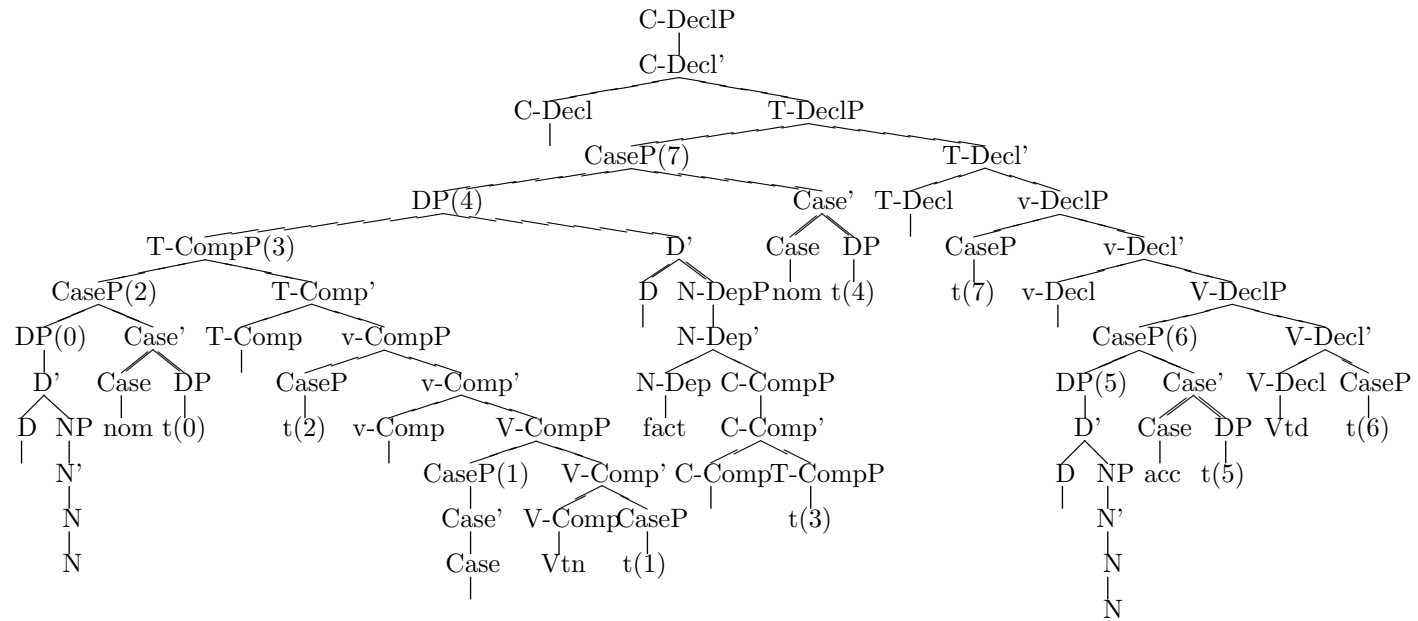 C-DeclP
C-Decl’
C-Decl T-DeclP
CaseP(7) T-Decl’
DP(4) Case’ T-Decl v-DeclP
T-CompP(3) D’ Case DP CaseP v-Decl’
CaseP(2) T-Comp’ D N-DepP nom t(4) t(7) v-Decl V-DeclP
DP(0) Case’ T-Comp v-CompP N-Dep’ CaseP(6) V-Decl’
D’ Case DP CaseP v-Comp’ N-Dep C-CompP DP(5) Case’ V-Decl CaseP
D NP nom t(0) t(2) v-Comp V-CompP fact C-Comp’ D’ Case DP Vtd t(6)
N’ CaseP(1) V-Comp’ C-Comp T-CompP D NP acc t(5)
N Case’ V-Comp CaseP t(3) N’
N Case Vtn t(1) N
N